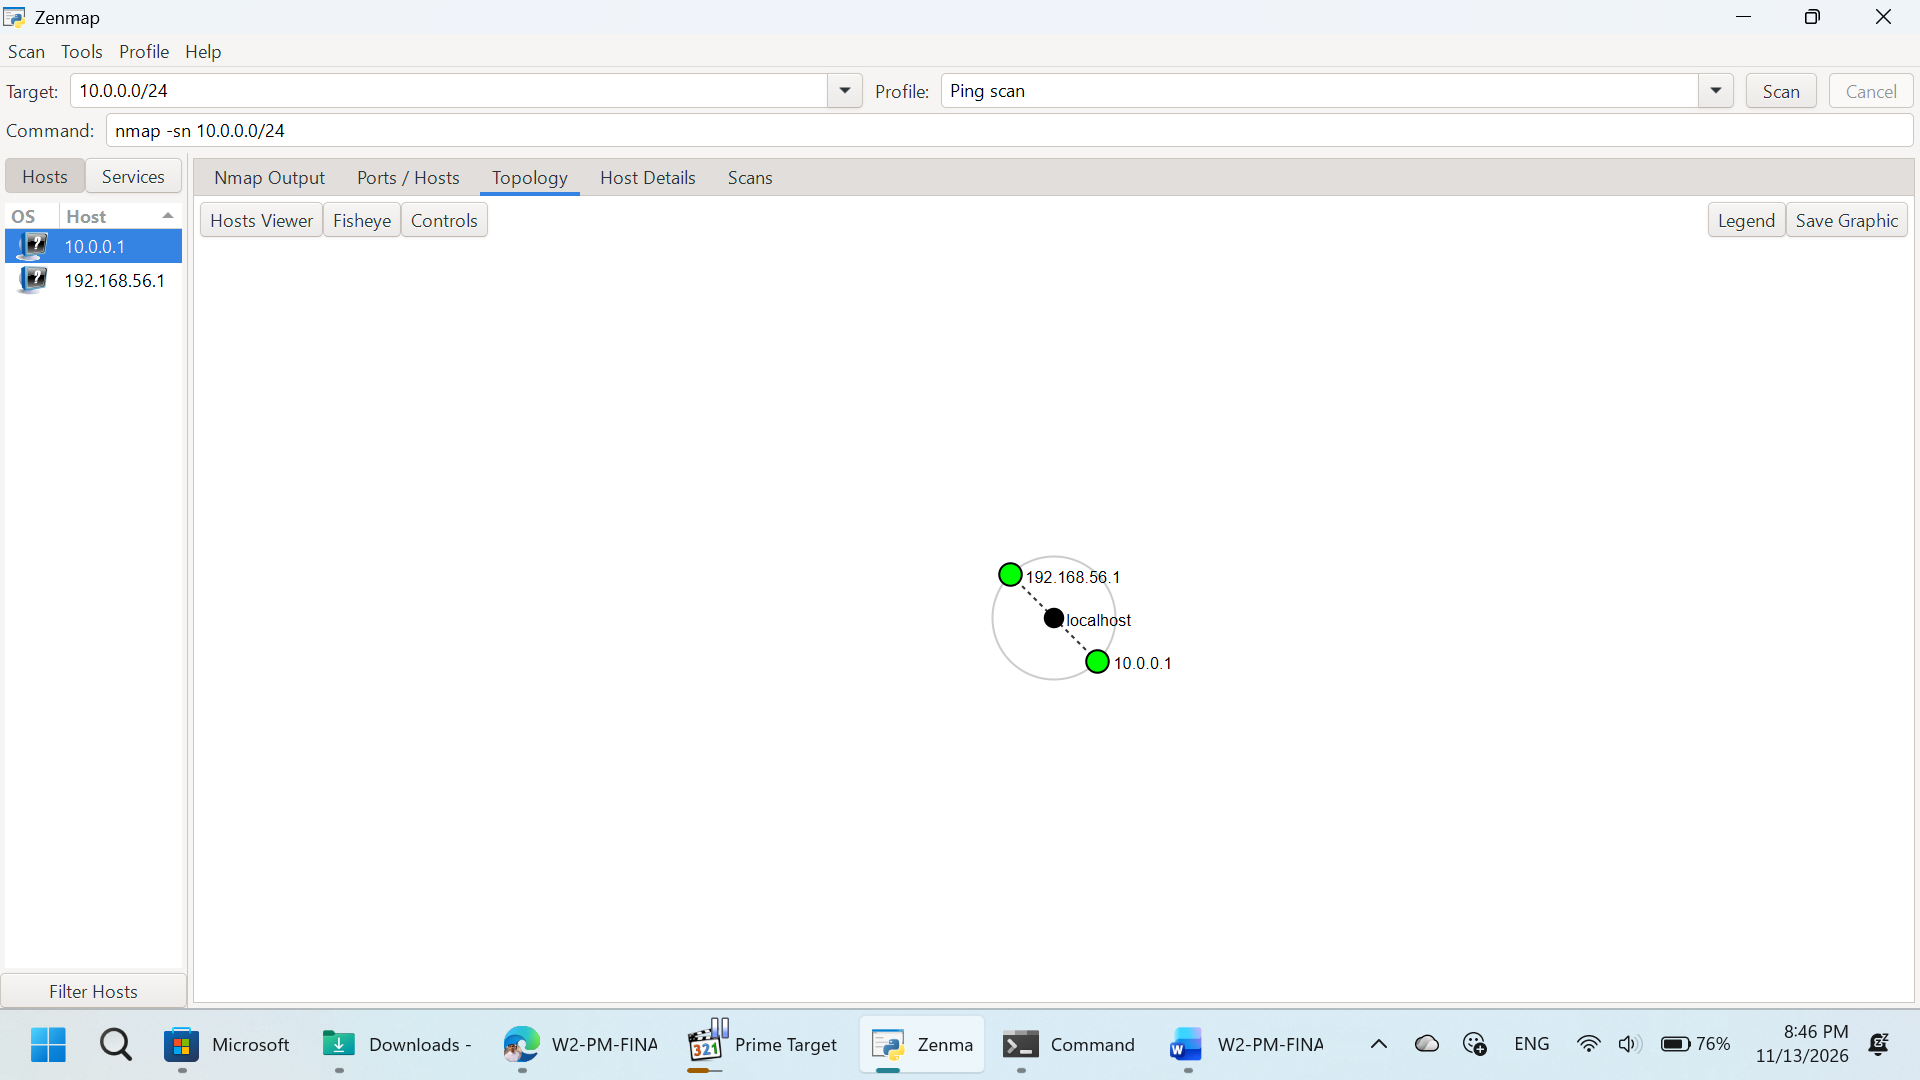 Zenmap
Scan Tools Profile Help
Target: 10.0.0.0/24 Profile: Ping scan Scan Cancel
Command: nmap -sn 10.0.0.0/24
Hosts Services Nmap Output Ports / Hosts Topology Host Details Scans
OS Host Hosts Viewer Fisheye Controls Legend Save Graphic
10.0.0.1
192.168.56.1
192.168.56.1
localhost
10.0.0.1
Filter Hosts
Microsoft Downloads - W2-PM-FINA 321 Prime Target Zenma Command W2-PM-FINA ENG 76% 8:46 PM
11/13/2026